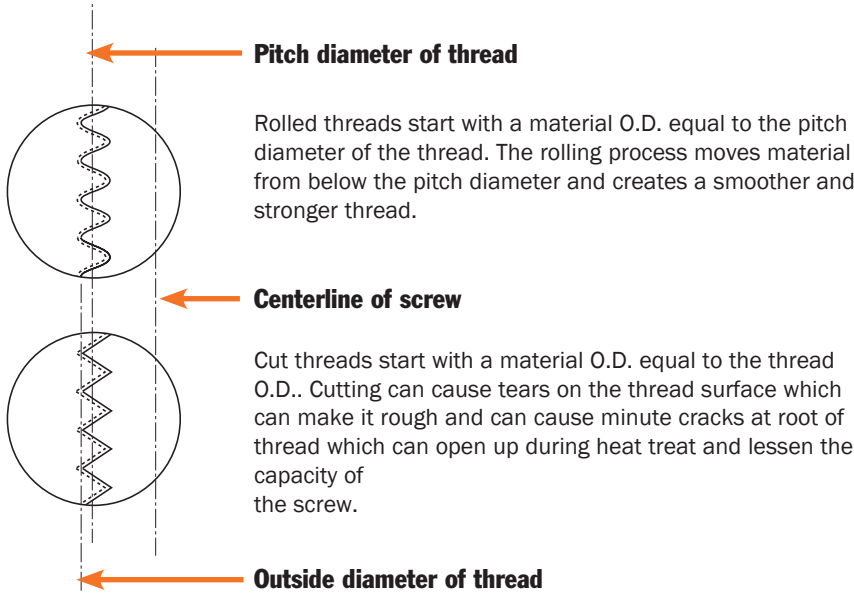 Pitch diameter of thread
Rolled threads start with a material O.D. equal to the pitch
diameter of the thread. The rolling process moves material
from below the pitch diameter and creates a smoother and
stronger thread.
Centerline of screw
Cut threads start with a material O.D. equal to the thread
O.D.. Cutting can cause tears on the thread surface which
can make it rough and can cause minute cracks at root of
thread which can open up during heat treat and lessen the
capacity of
the screw.
Outside diameter of thread